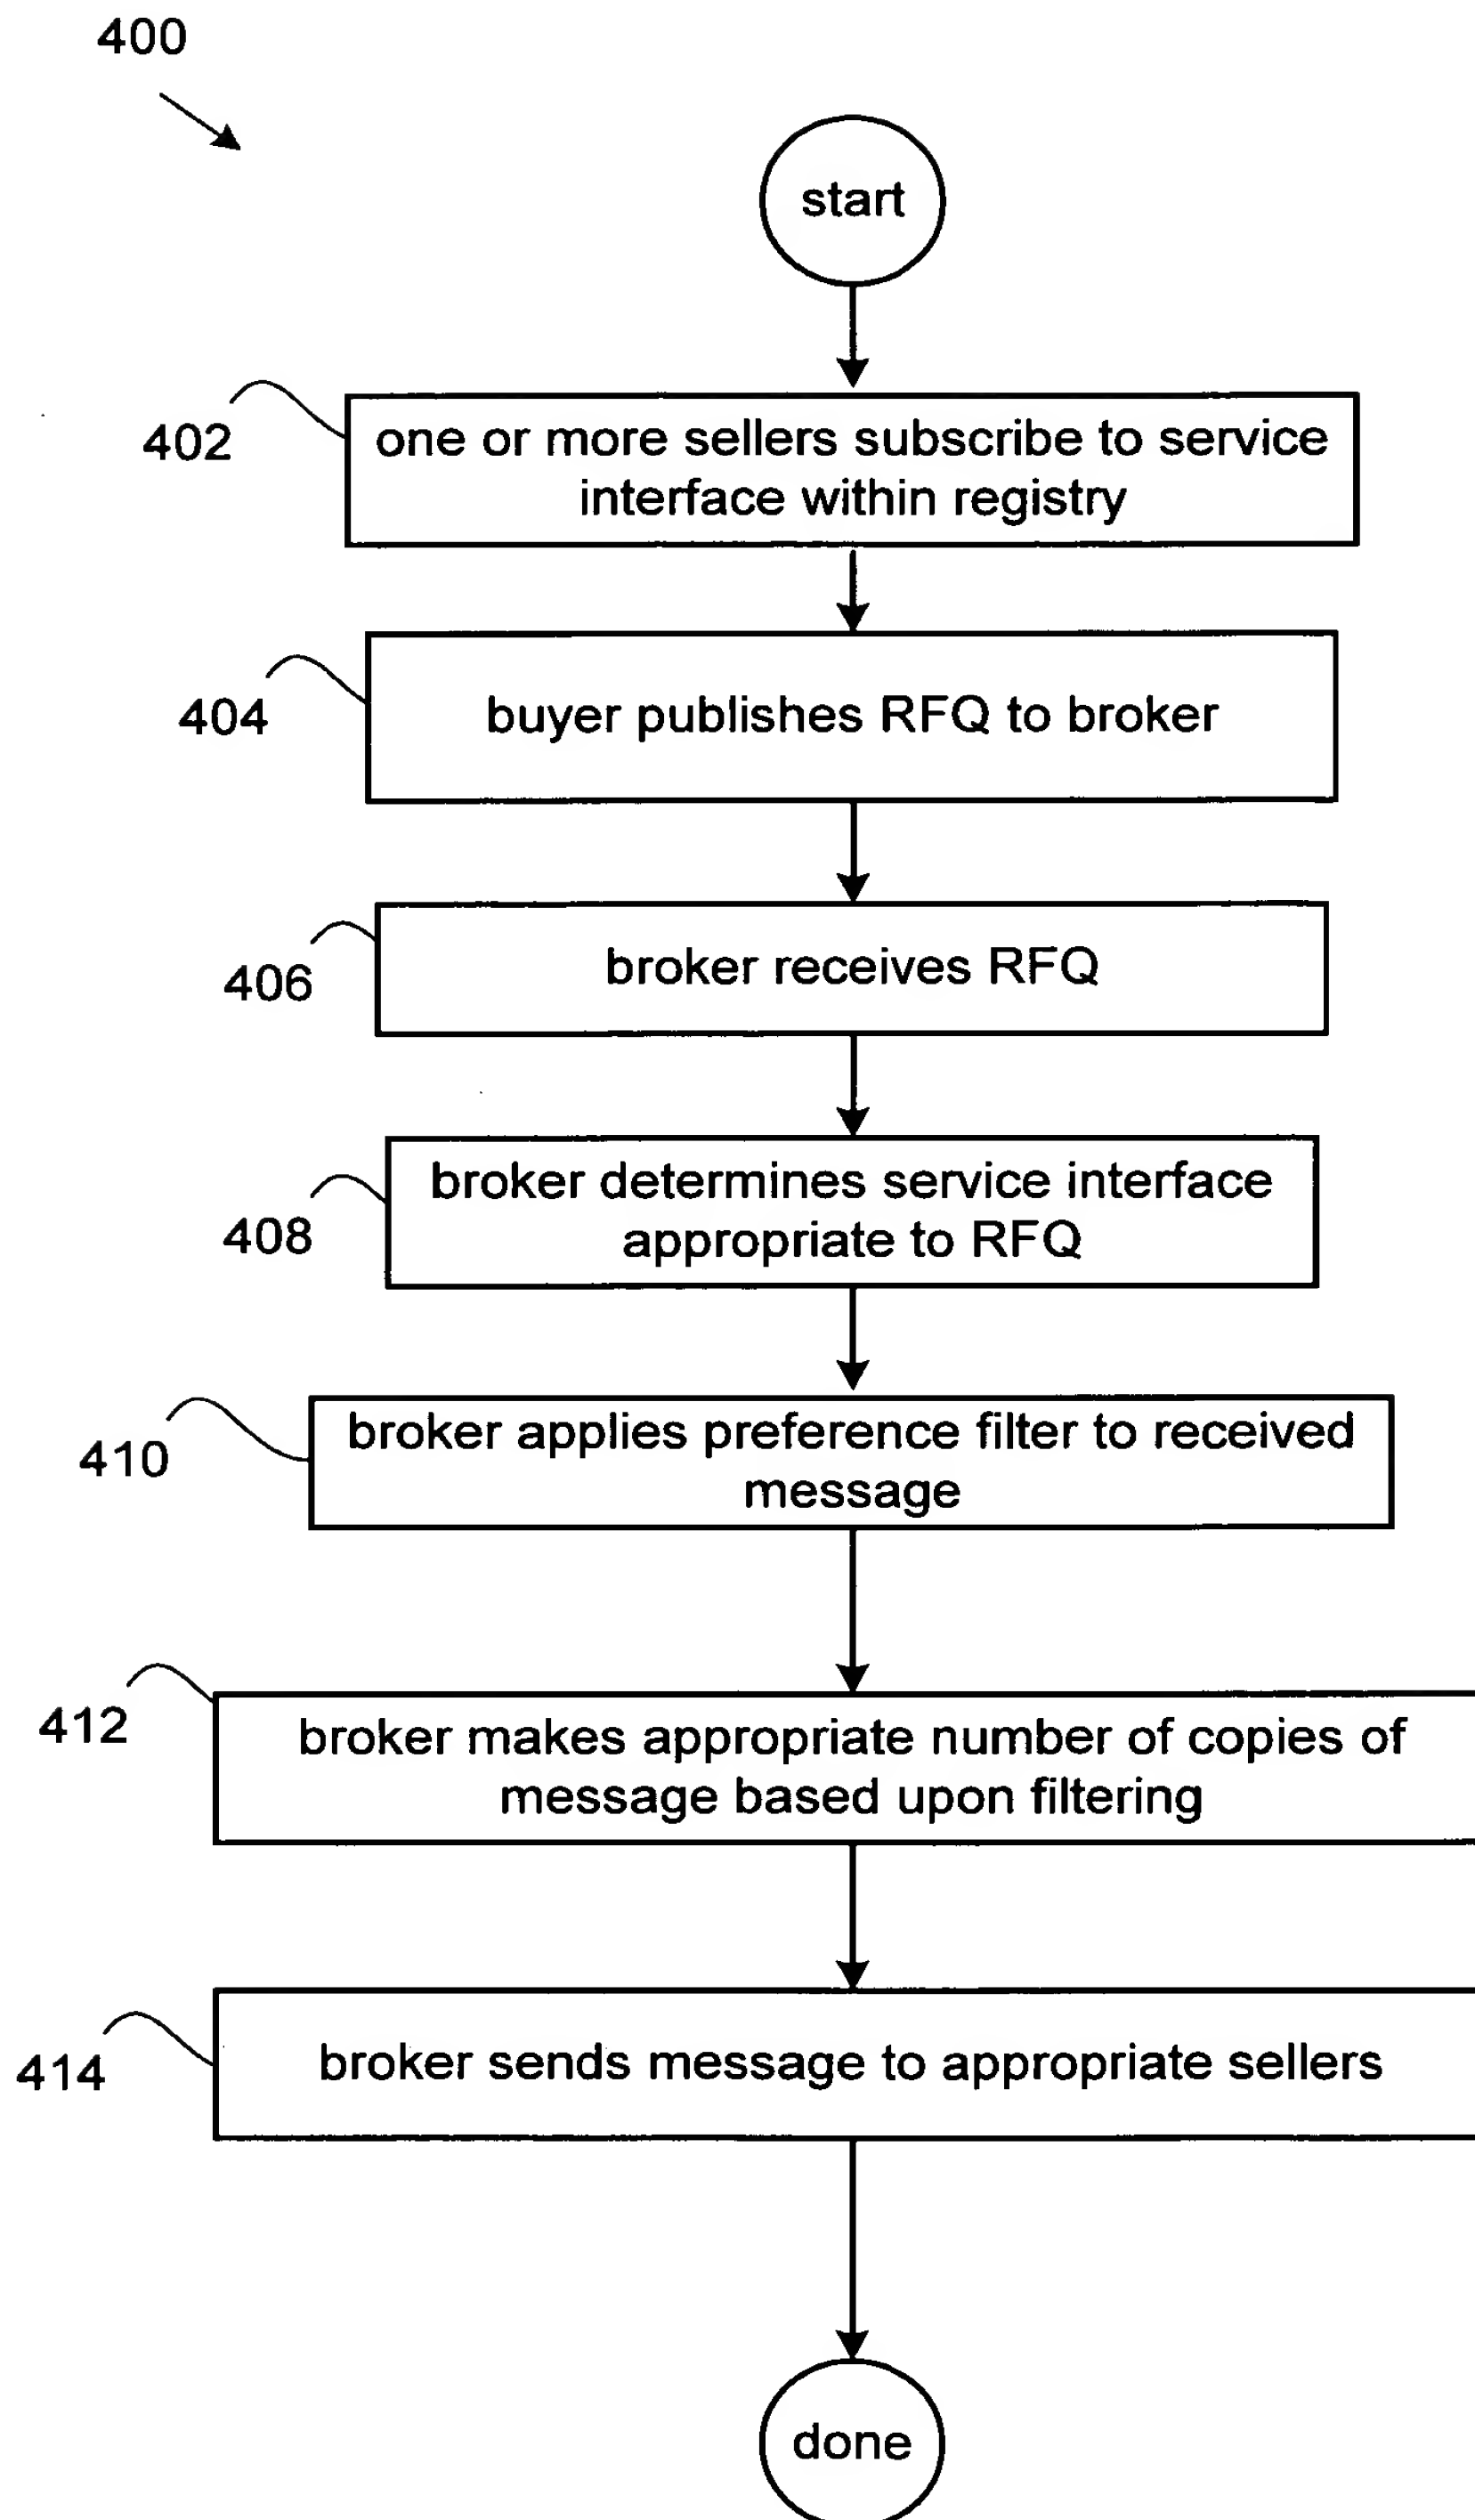 400
start
402
one or more sellers subscribe to service
interface within registry
404
buyer publishes RFQ to broker
406
broker receives RFQ
408
broker determines service interface
appropriate to RFQ
410
broker applies preference filter to received
message
412
broker makes appropriate number of copies of
message based upon filtering
414
broker sends message to appropriate sellers
done